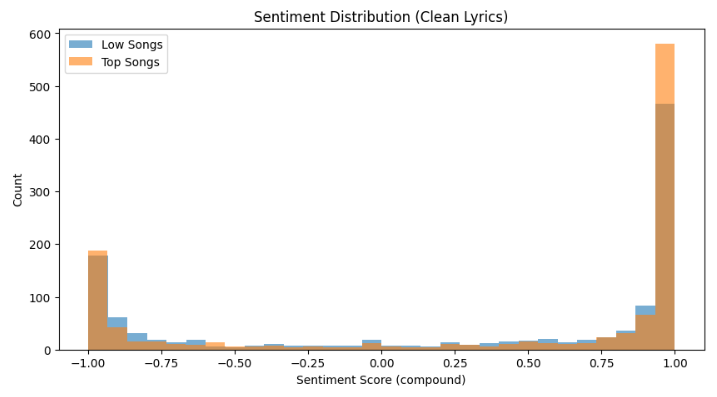 Sentiment Distribution (Clean Lyrics)
Low Songs
Top Songs
600
500
400
300
200
100
0
Count
−1.00 −0.75 −0.50 −0.25 0.00 0.25 0.50 0.75 1.00
Sentiment Score (compound)